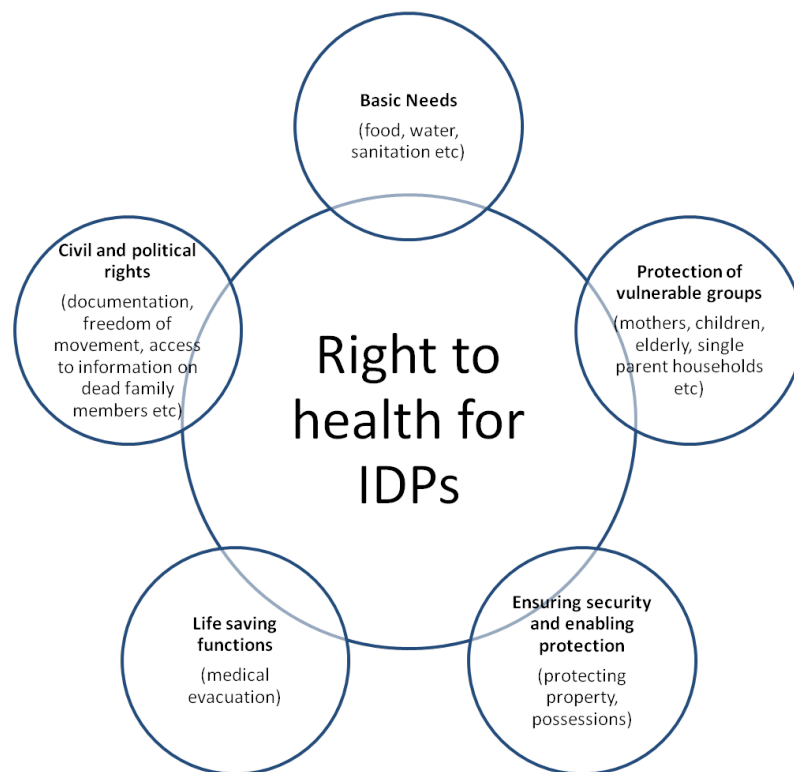 Basic Needs
(food, water,
sanitation etc)
Civil and political
rights
(documentation,
freedom of
movement, access
to information on
dead family
members etc)
Protection of
vulnerable groups
(mothers, children,
elderly, single
parent households
etc)
Right to
health for
IDPs
Life saving
functions
(medical
evacuation)
Ensuring security
and enabling
protection
(protecting
property,
possessions)